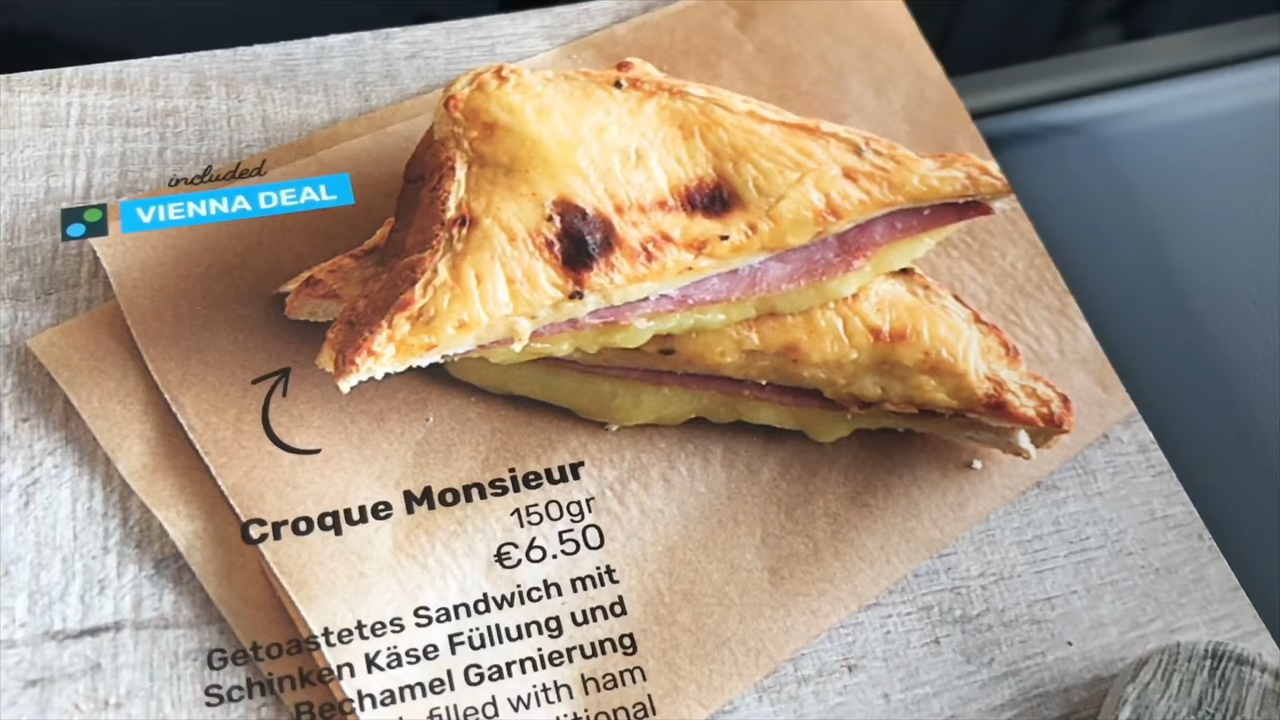 included
VIENNA DEAL
Croque Monsieur
150gr
€6.50
Getoastetes Sandwich mit
Schinken Käse Füllung und
Bechamel Garnierung
filled with ham